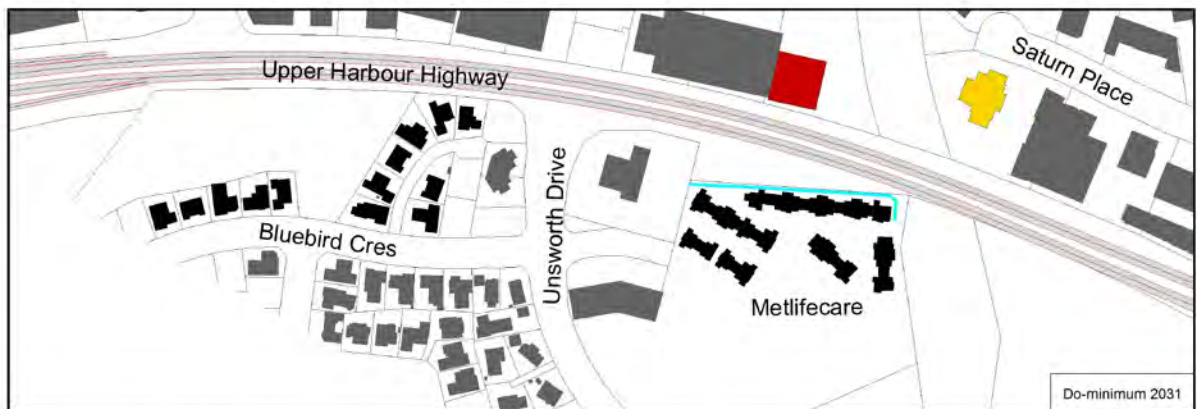 Upper Harbour Highway
Saturn Place
Unsworth Drive
Bluebird Cres
Metlifecare
Do-minimum 2031